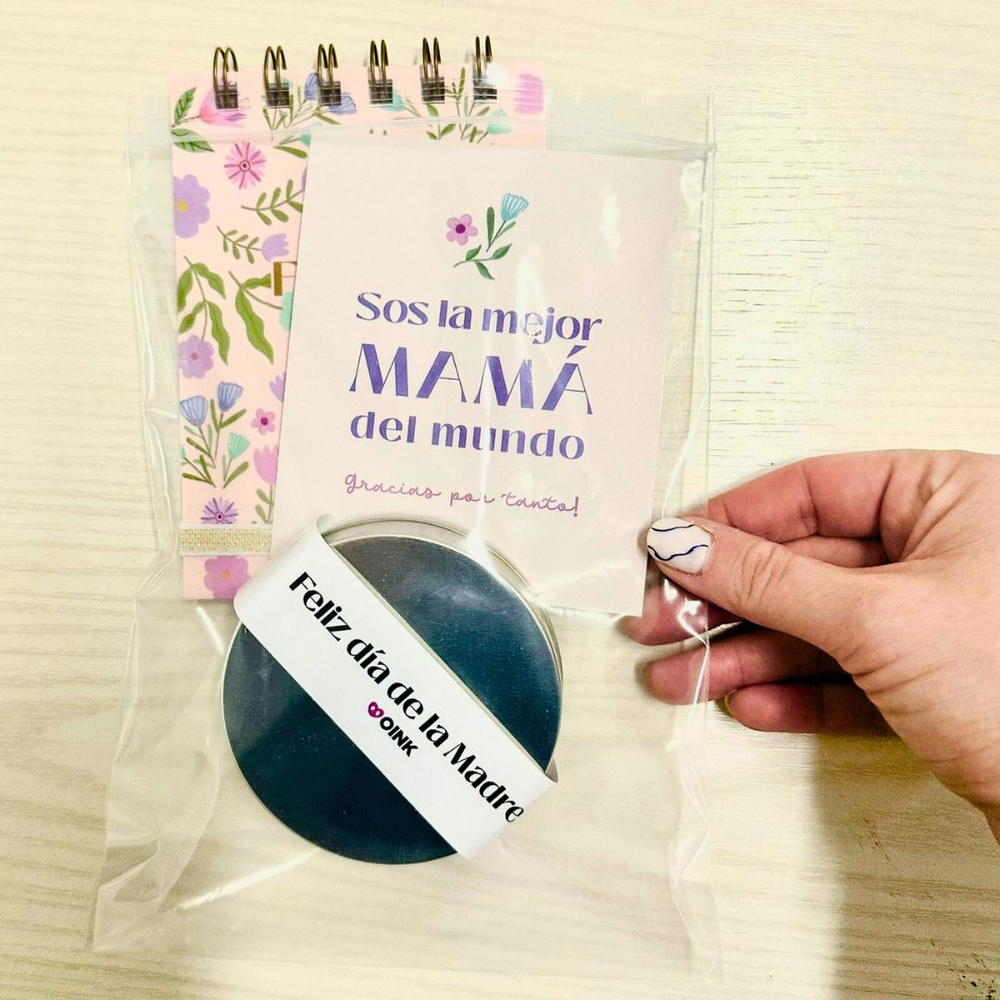 Sos la mejor
MAMÁ
del mundo
gracias por tanto!
Feliz día de la Madre
OINK